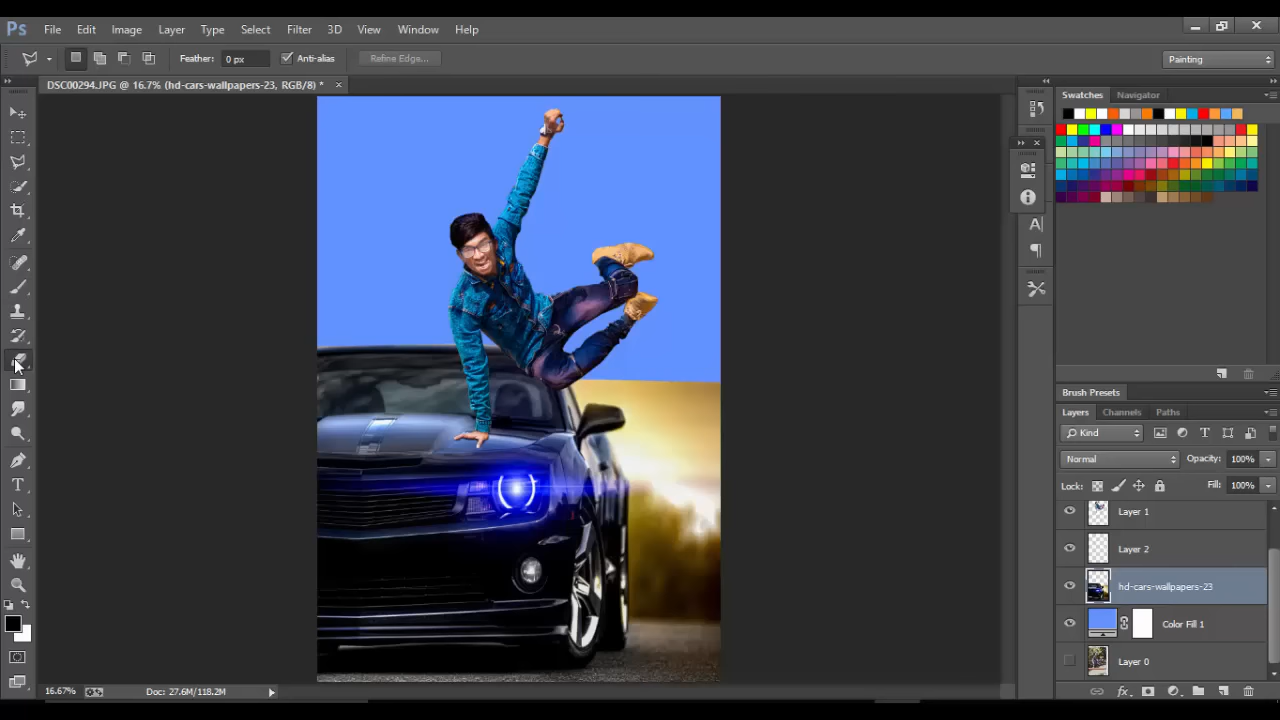 Ps File Edit Image Layer Type Select Filter 3D View Window Help
Feather: 0 px Anti-alias Refine Edge... Painting
DSC00294.JPG @ 16.7% (hd-cars-wallpapers-23, RGB/8) * ×
Swatches Navigator
Brush Presets
Layers Channels Paths
Kind
Normal Opacity: 100%
Lock: Fill: 100%
Layer 1
Layer 2
hd-cars-wallpapers-23
Color Fill 1
Layer 0
16.67% Doc: 27.6M/118.2M